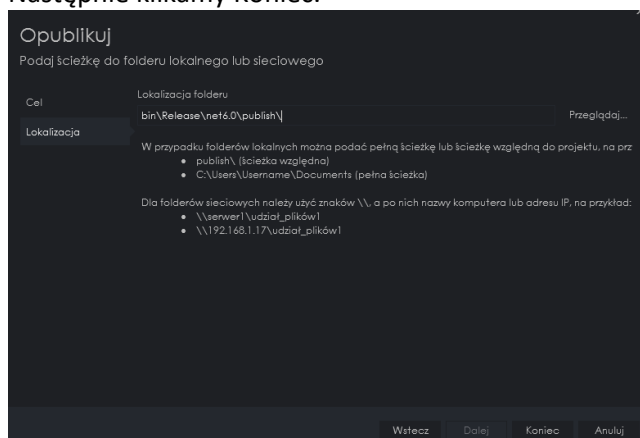 Następnie klikamy Koniec.
Opublikuj
Podaj ścieżkę do folderu lokalnego lub sieciowego
Cel
Lokalizacja
Lokalizacja folderu
bin\Release\net6.0\publish\
Przeglądaj...
W przypadku folderów lokalnych można podać pełną ścieżkę lub ścieżkę względną do projektu, na prz
• publish\ (ścieżka względna)
• C:\Users\Username\Documents (pełna ścieżka)
Dla folderów sieciowych należy użyć znaków \\, a po nich nazwy komputera lub adresu IP, na przykład:
• \\serwer1\udział_plików1
• \\192.168.1.17\udział_plików1
Wstecz Dalej Koniec Anuluj